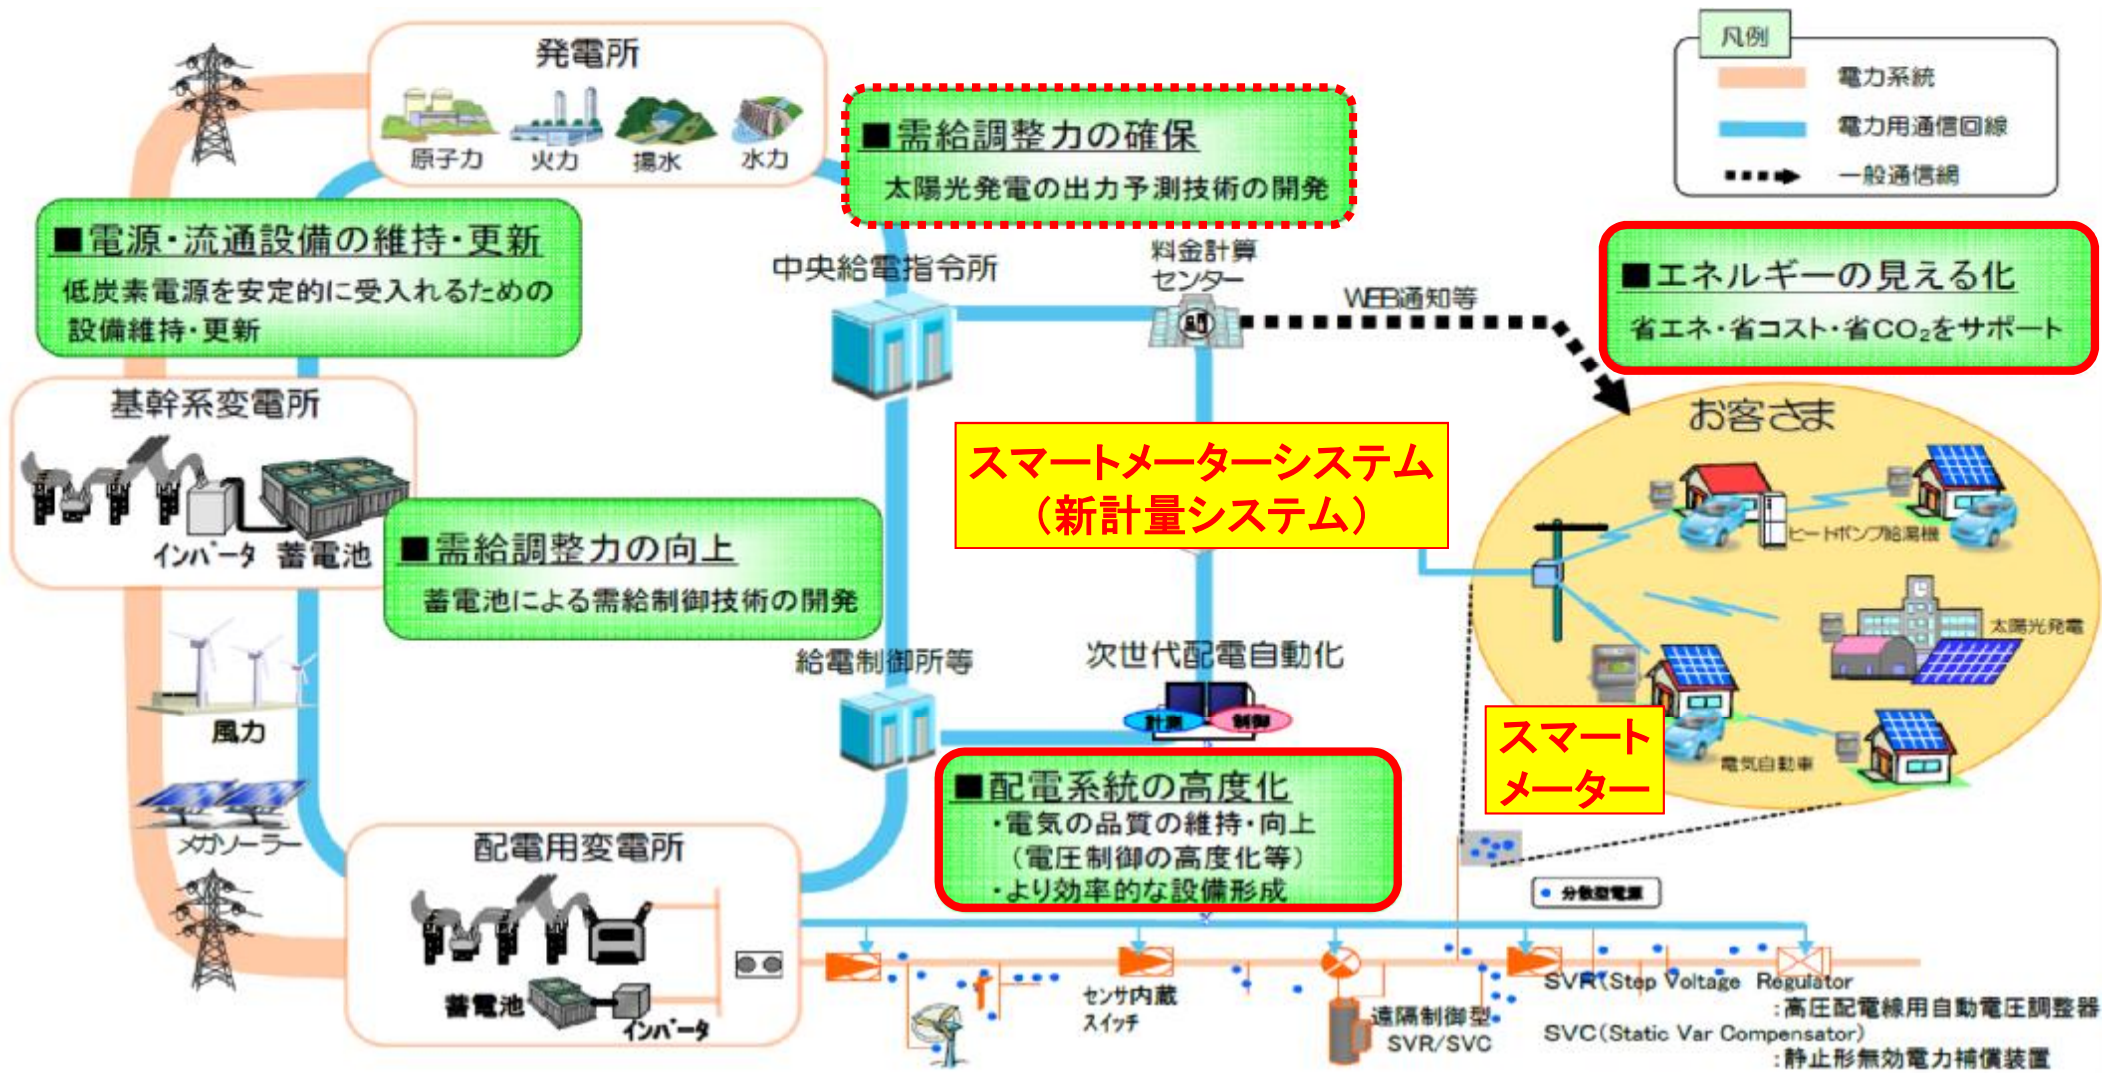 発電所
原子力
火力
揚水
水力
■需給調整力の確保
太陽光発電の出力予測技術の開発
凡例
電力系統
電力用通信回線
一般通信網
■電源・流通設備の維持・更新
低炭素電源を安定的に受入れるための
設備維持・更新
中央給電指令所
料金計算
センター
WEB通知等
■エネルギーの見える化
省エネ・省コスト・省CO₂をサポート
基幹系変電所
インバータ
蓄電池
■需給調整力の向上
蓄電池による需給制御技術の開発
スマートメーターシステム
（新計量システム）
お客さま
ヒートポンプ給湯機
太陽光発電
電気自動車
スマート
メーター
風力
メガソーラー
給電制御所等
次世代配電自動化
計測
制御
■配電系統の高度化
・電気の品質の維持・向上
（電圧制御の高度化等）
・より効率的な設備形成
配電用変電所
蓄電池
インバータ
分散型電源
センサ内蔵
スイッチ
遠隔制御型
SVR/SVC
SVR(Step Voltage Regulator
:高圧配電線用自動電圧調整器
SVC(Static Var Compensator)
:静止形無効電力補償装置